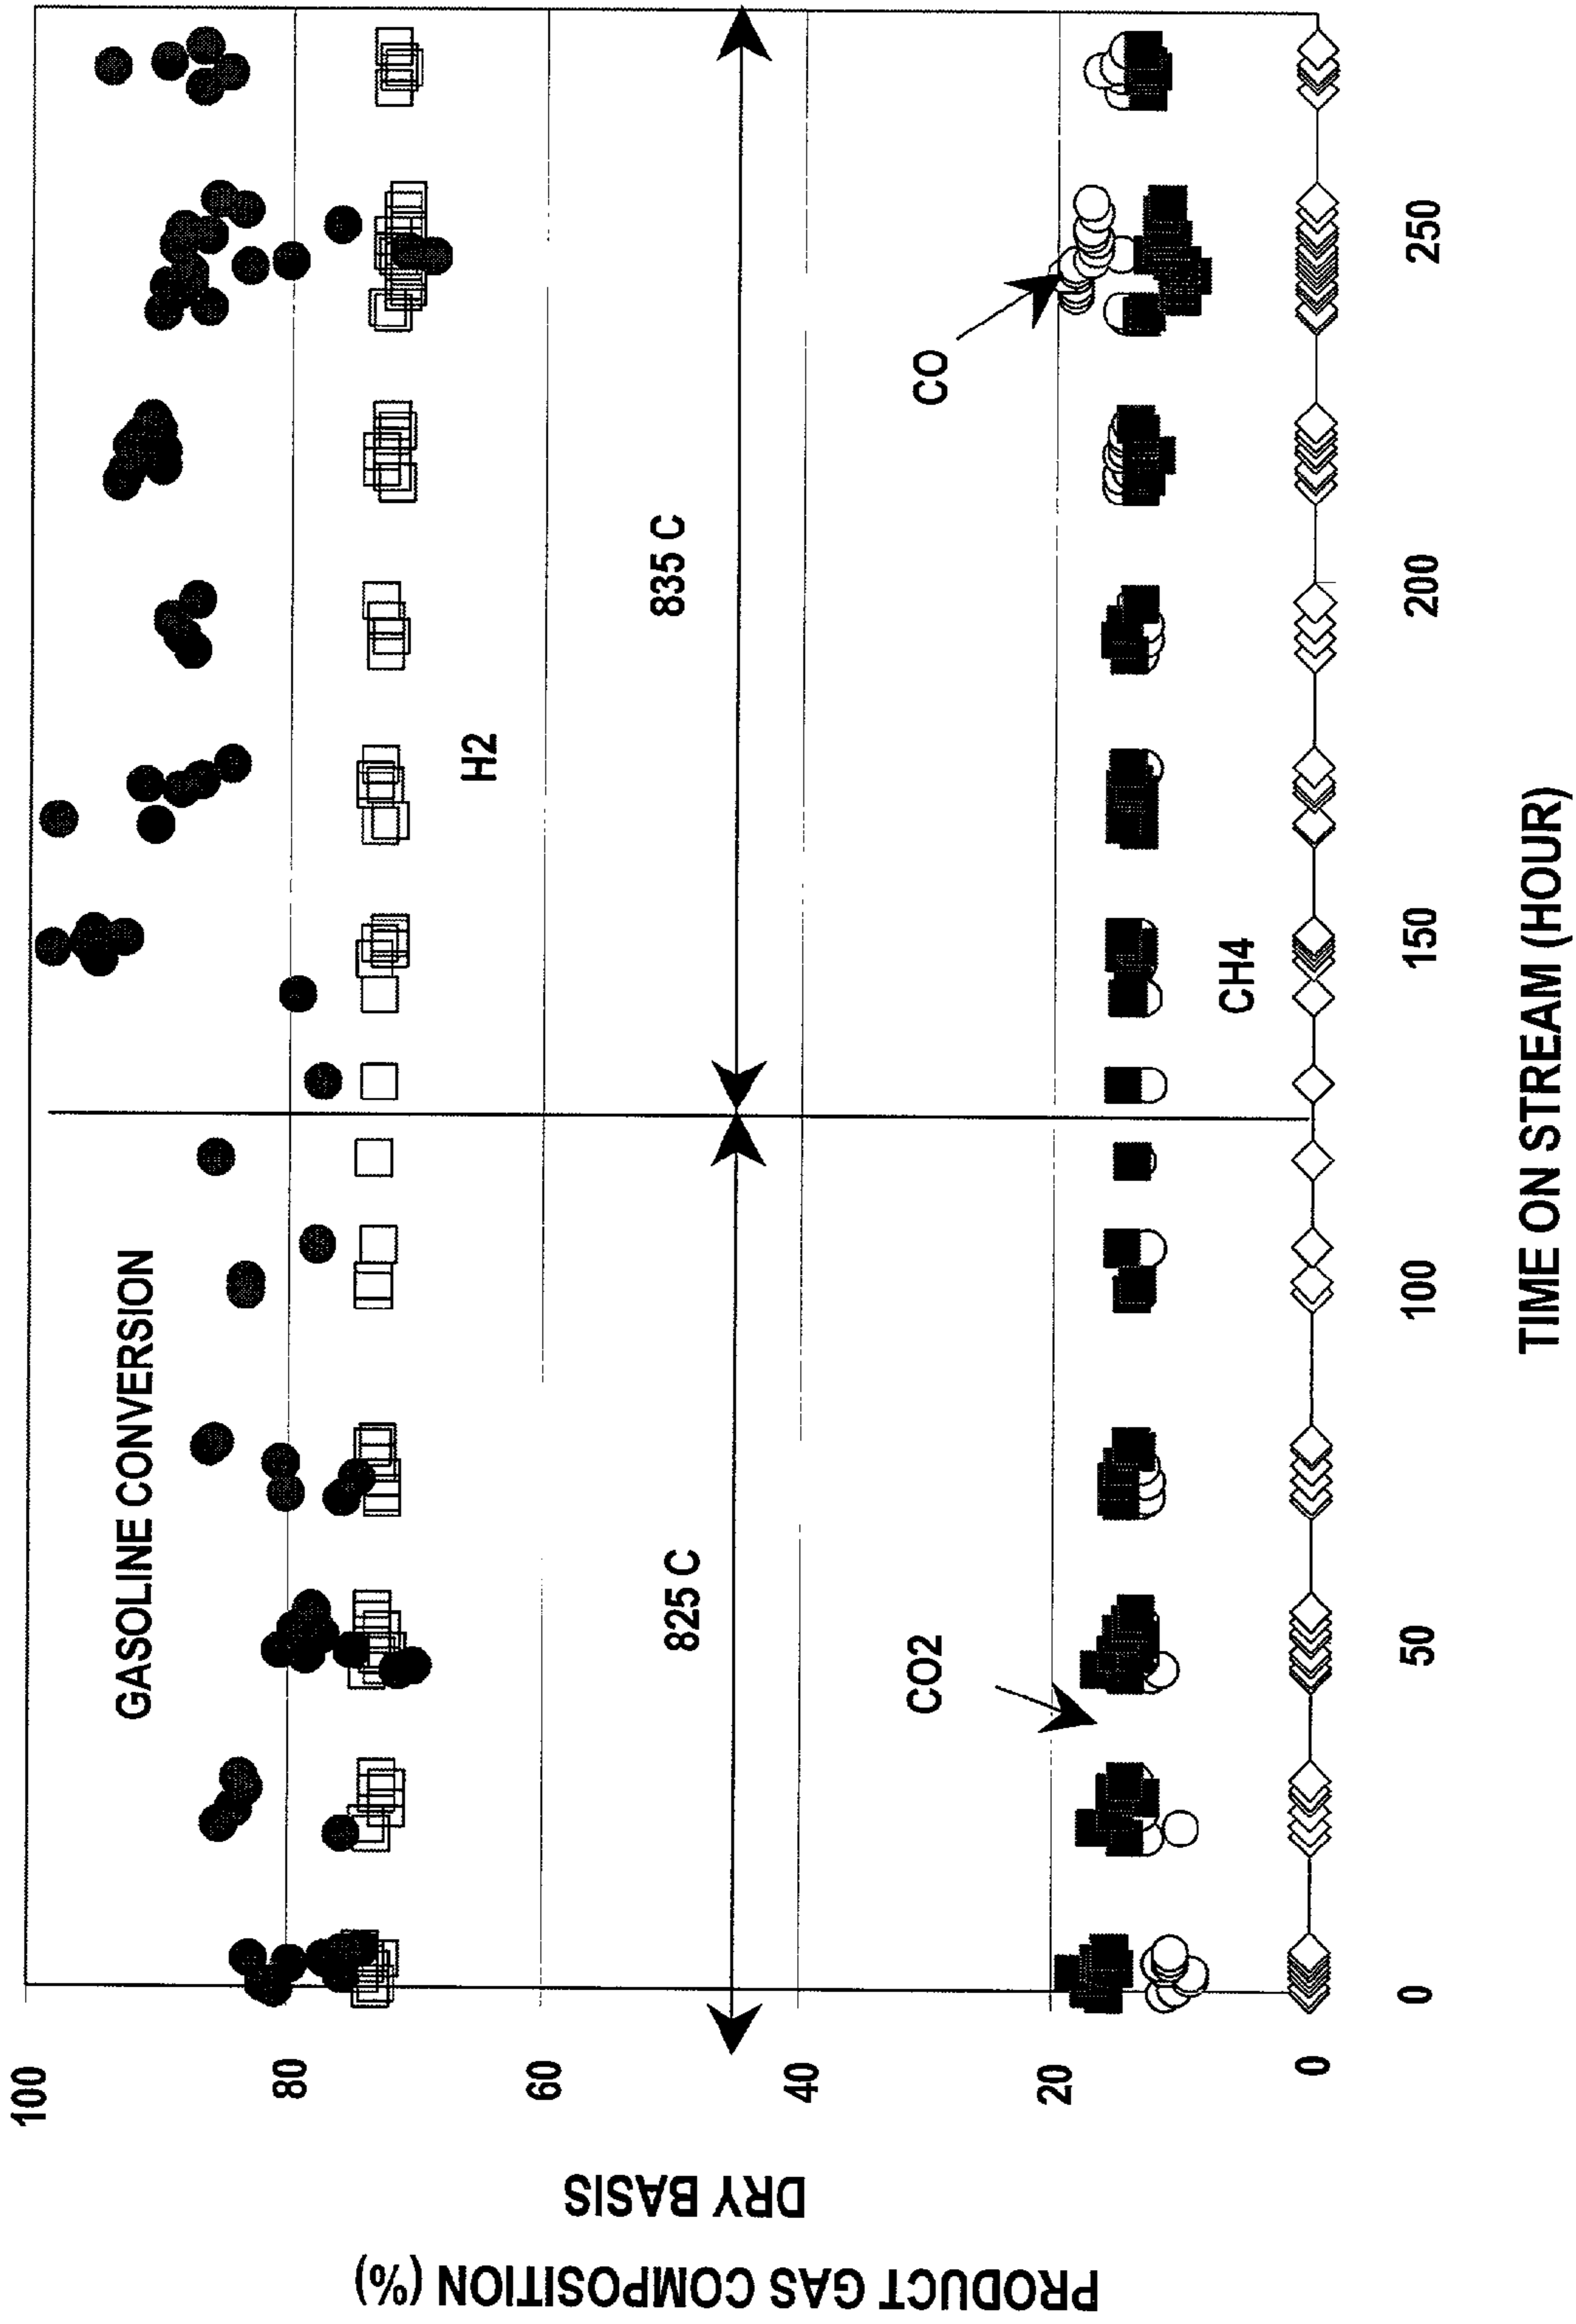 PRODUCT GAS COMPOSITION (%)
DRY BASIS
100
80
60
40
20
0
GASOLINE CONVERSION
H2
825 C
835 C
CO2
CO
CH4
0
50
100
150
200
250
TIME ON STREAM (HOUR)